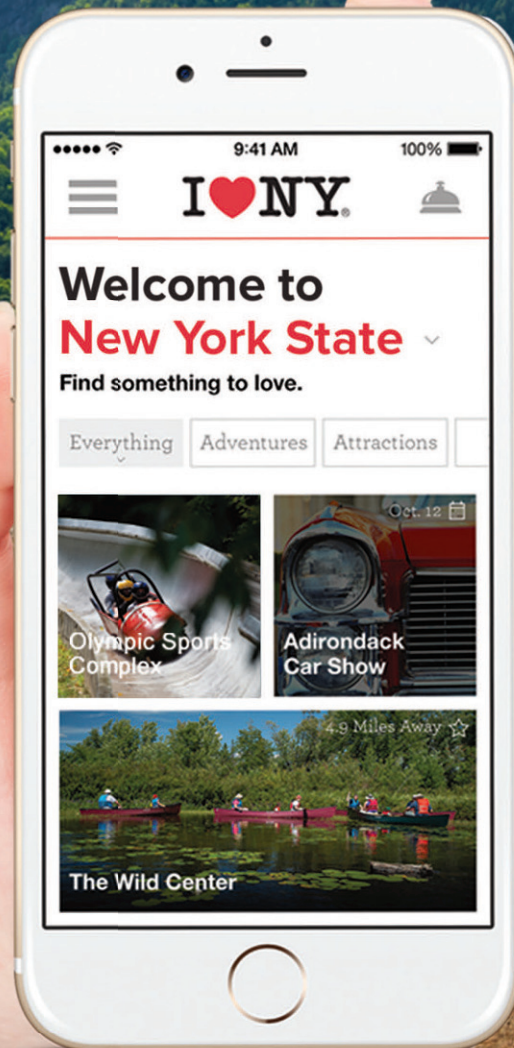 9:41 AM 100%
I NY®
Welcome to
New York State
Find something to love.
Everything Adventures Attractions
Oct. 12
Olympic Sports
Complex
Adirondack
Car Show
4.9 Miles Away
The Wild Center